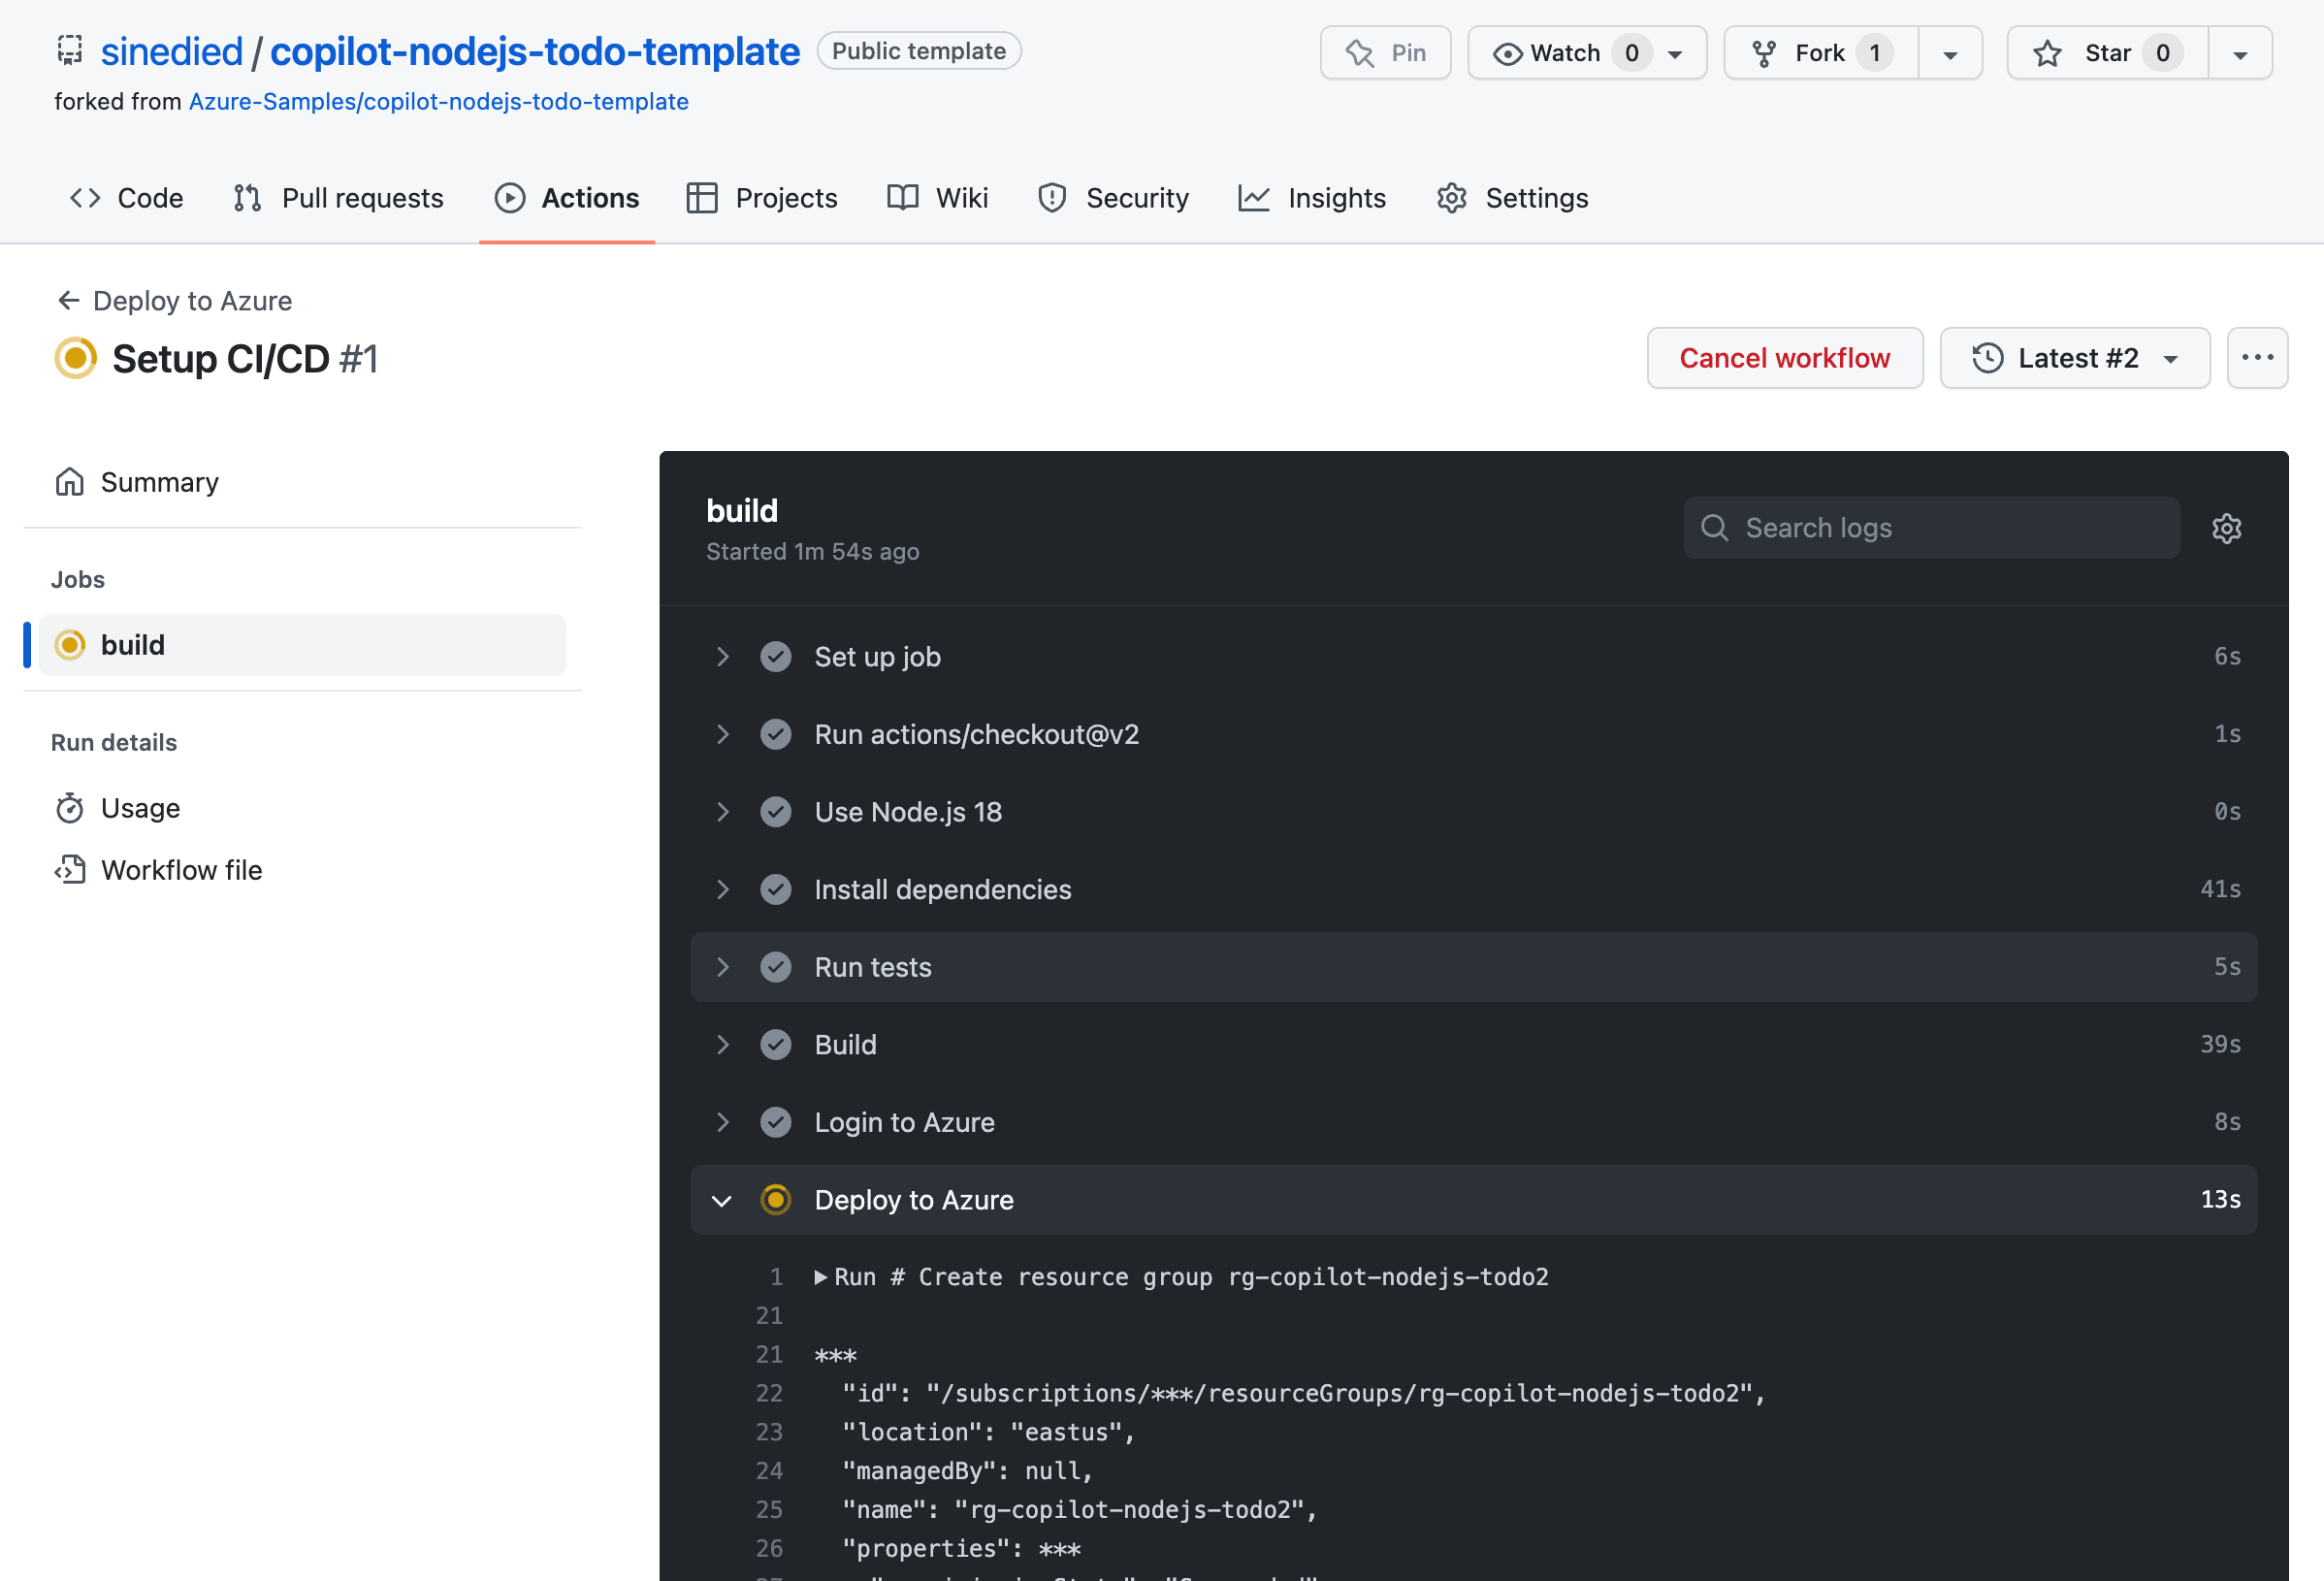 sinedied / copilot-nodejs-todo-template Public template Pin Watch 0 Fork 1 Star 0
forked from Azure-Samples/copilot-nodejs-todo-template
Code Pull requests Actions Projects Wiki Security Insights Settings
Deploy to Azure
Setup CI/CD #1
Cancel workflow Latest #2 ...
Summary
Jobs
build
Run details
Usage
Workflow file
build
Started 1m 54s ago
Search logs
Set up job 6s
Run actions/checkout@v2 1s
Use Node.js 18 0s
Install dependencies 41s
Run tests 5s
Build 39s
Login to Azure 8s
Deploy to Azure 13s
1 Run # Create resource group rg-copilot-nodejs-todo2
21
21 ***
22 "id": "/subscriptions/***/resourceGroups/rg-copilot-nodejs-todo2",
23 "location": "eastus",
24 "managedBy": null,
25 "name": "rg-copilot-nodejs-todo2",
26 "properties": ***